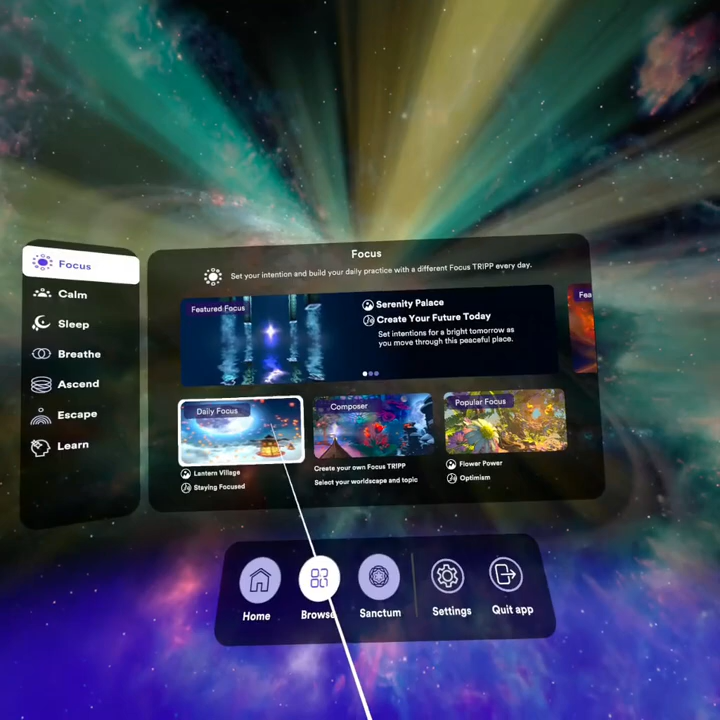 Focus
Calm
Sleep
Breathe
Ascend
Escape
Learn
Focus
Set your intention and build your daily practice with a different Focus TRIPP every day.
Featured Focus
Serenity Palace
Create Your Future Today
Set intentions for a bright tomorrow as
you move through this peaceful place.
Fea
Daily Focus
Lantern Village
Staying Focused
Composer
Create your own Focus TRIPP
Select your worldscape and topic
Popular Focus
Flower Power
Optimism
Home
Browse
Sanctum
Settings
Quit app